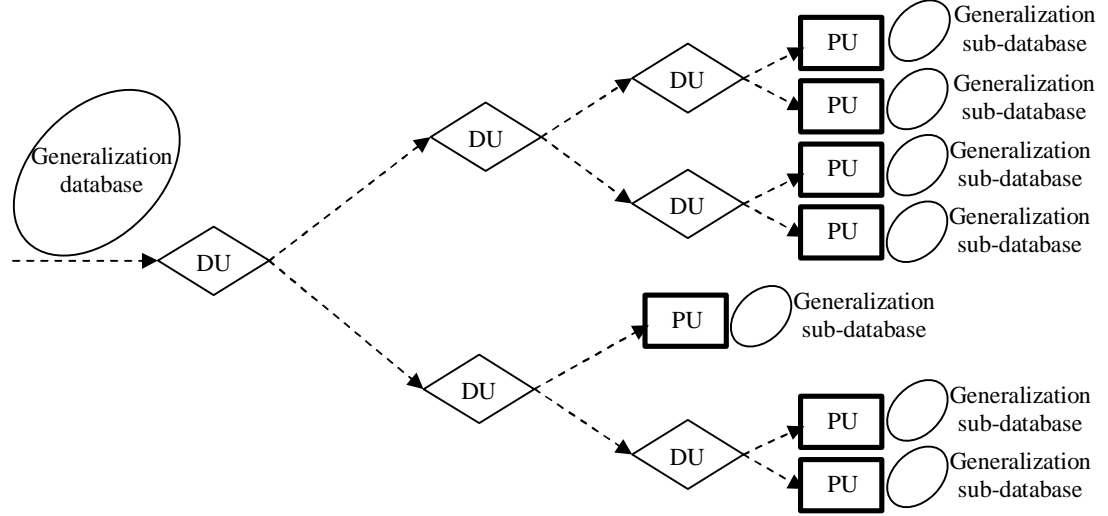 Generalization
database
DU
DU
DU
DU
DU
DU
PU
Generalization
sub-database
PU
Generalization
sub-database
PU
Generalization
sub-database
PU
Generalization
sub-database
PU
Generalization
sub-database
PU
Generalization
sub-database
PU
Generalization
sub-database